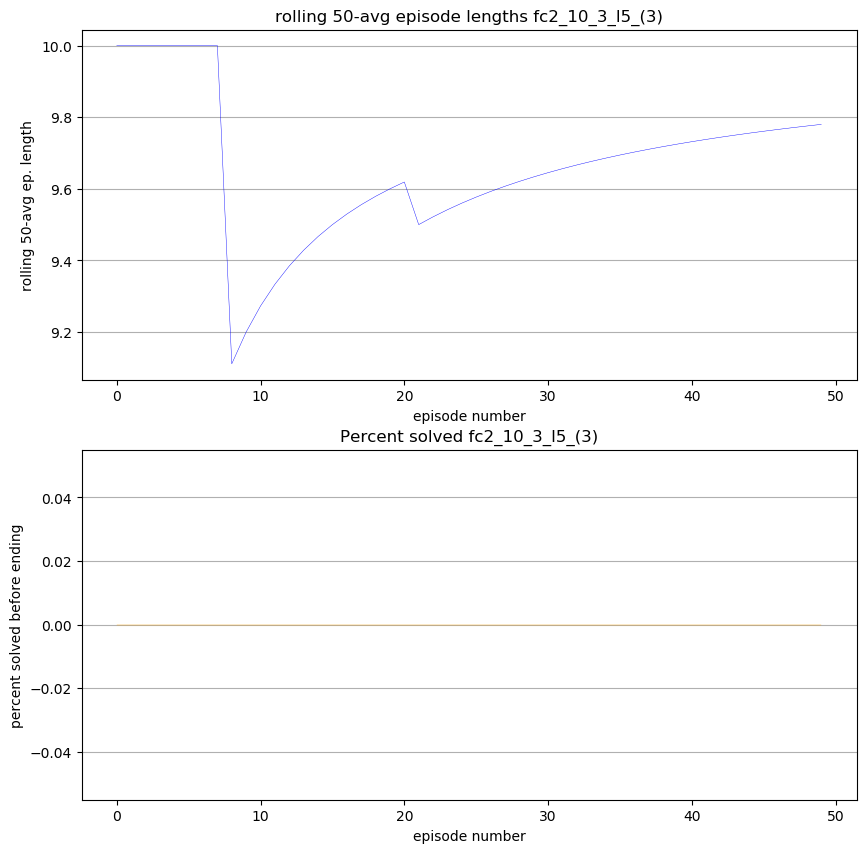 rolling 50-avg episode lengths fc2_10_3_l5_(3)
10.0
9.8
9.6
9.4
9.2
rolling 50-avg ep. length
0 10 20 30 40 50
episode number
Percent solved fc2_10_3_l5_(3)
0.04
0.02
0.00
−0.02
−0.04
percent solved before ending
0 10 20 30 40 50
episode number